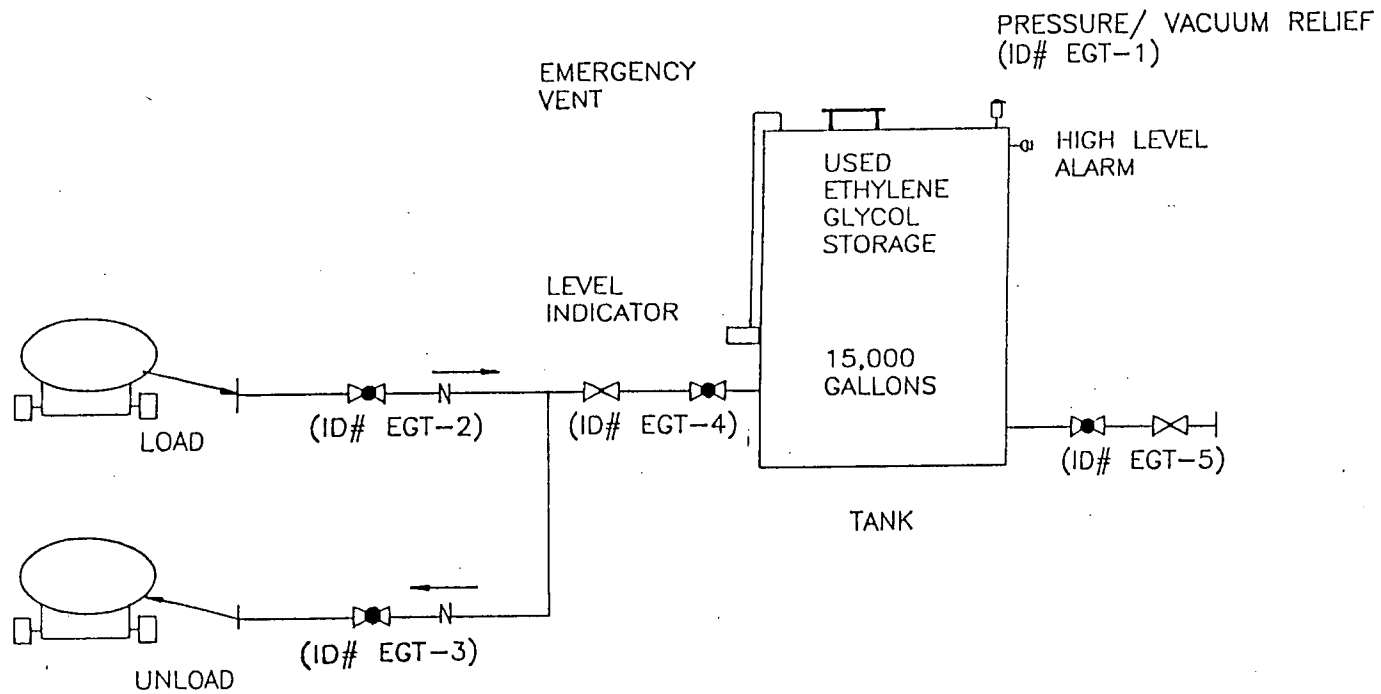 PRESSURE/ VACUUM RELIEF
(ID# EGT-1)
EMERGENCY
VENT
HIGH LEVEL
ALARM
USED
ETHYLENE
GLYCOL
STORAGE
LEVEL
INDICATOR
15,000
GALLONS
LOAD
(ID# EGT-2)
(ID# EGT-4)
(ID# EGT-5)
TANK
(ID# EGT-3)
UNLOAD